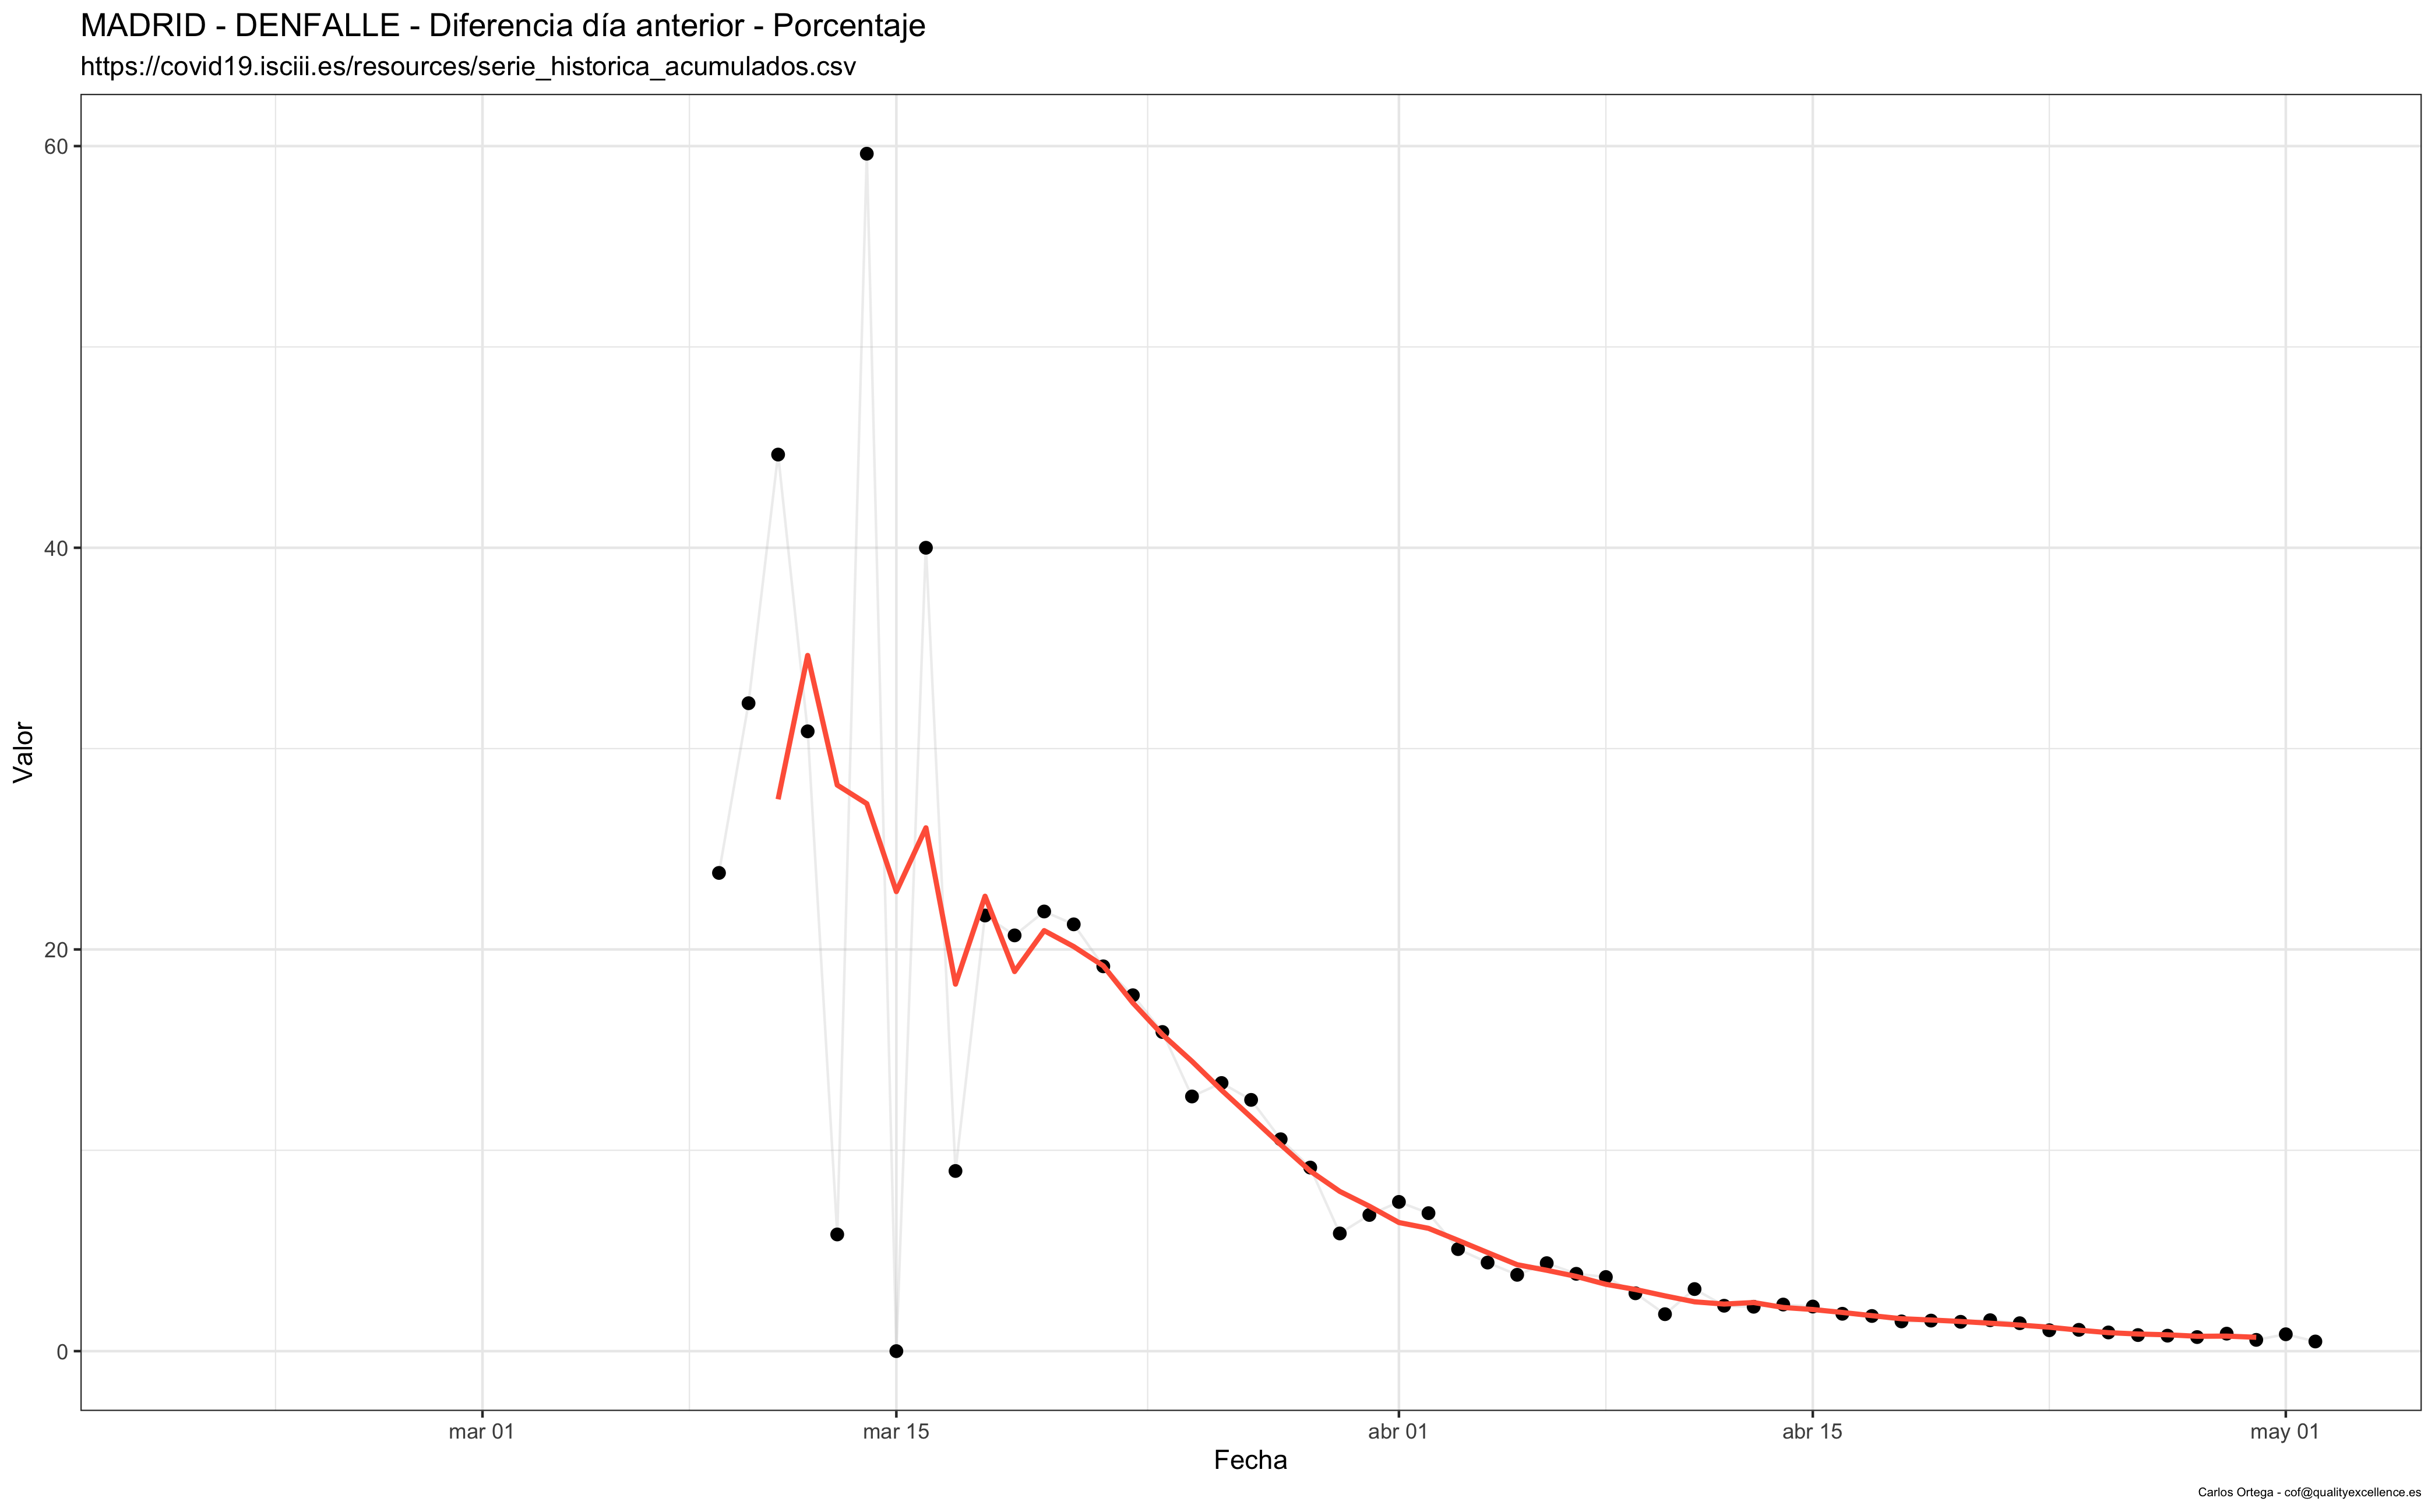 MADRID - DENFALLE - Diferencia día anterior - Porcentaje
https://covid19.isciii.es/resources/serie_historica_acumulados.csv
60
40
20
0
Valor
mar 01
mar 15
abr 01
abr 15
may 01
Fecha
Carlos Ortega - cof@qualityexcellence.es